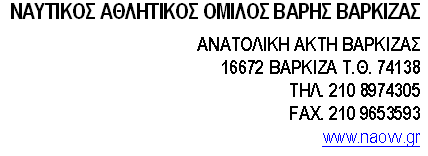 ΝΑΥΤΙΚΟΣ ΑΘΛΗΤΙΚΟΣ ΟΜΙΛΟΣ ΒΑΡΗΣ ΒΑΡΚΙΖΑΣ
ΑΝΑΤΟΛΙΚΗ ΑΚΤΗ ΒΑΡΚΙΖΑΣ
16672 ΒΑΡΚΙΖΑ Τ.Θ. 74138
ΤΗΛ. 210 8974305
FAX. 210 9653593
www.naovv.gr